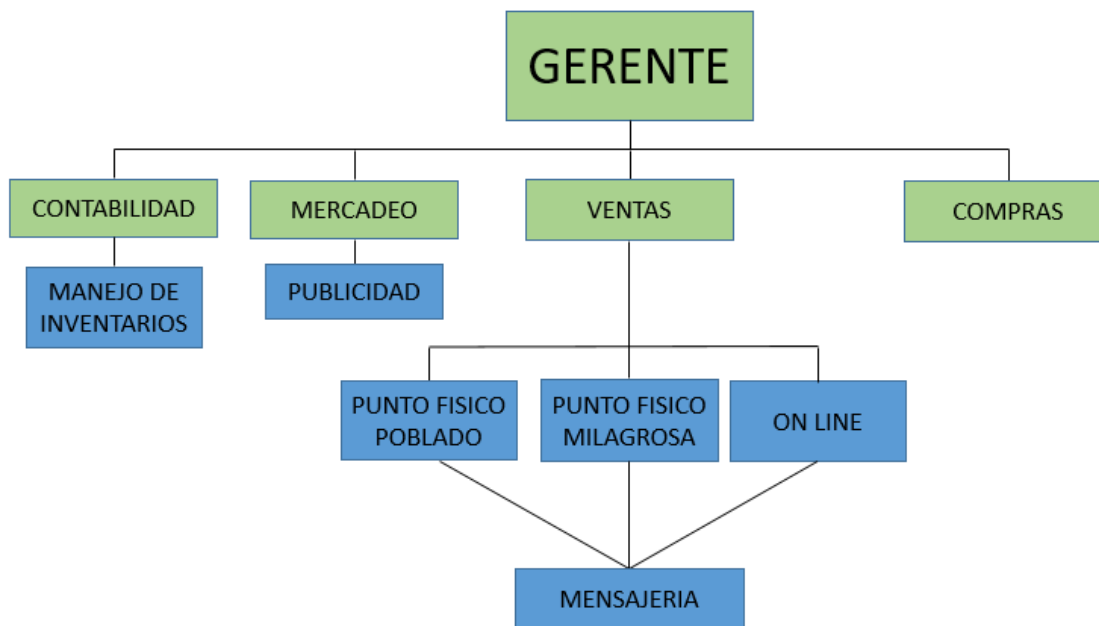 GERENTE
CONTABILIDAD
MERCADEO
VENTAS
COMPRAS
MANEJO DE
INVENTARIOS
PUBLICIDAD
PUNTO FISICO
POBLADO
PUNTO FISICO
MILAGROSA
ON LINE
MENSAJERIA